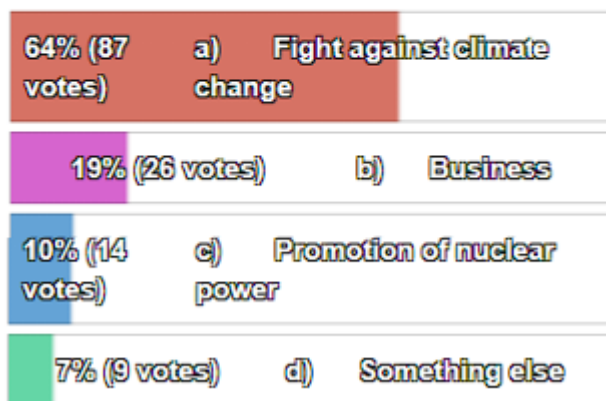 64% (87 a) Fight against climate
votes) change
19% (26 votes) b) Business
10% (14 c) Promotion of nuclear
votes) power
7% (9 votes) d) Something else